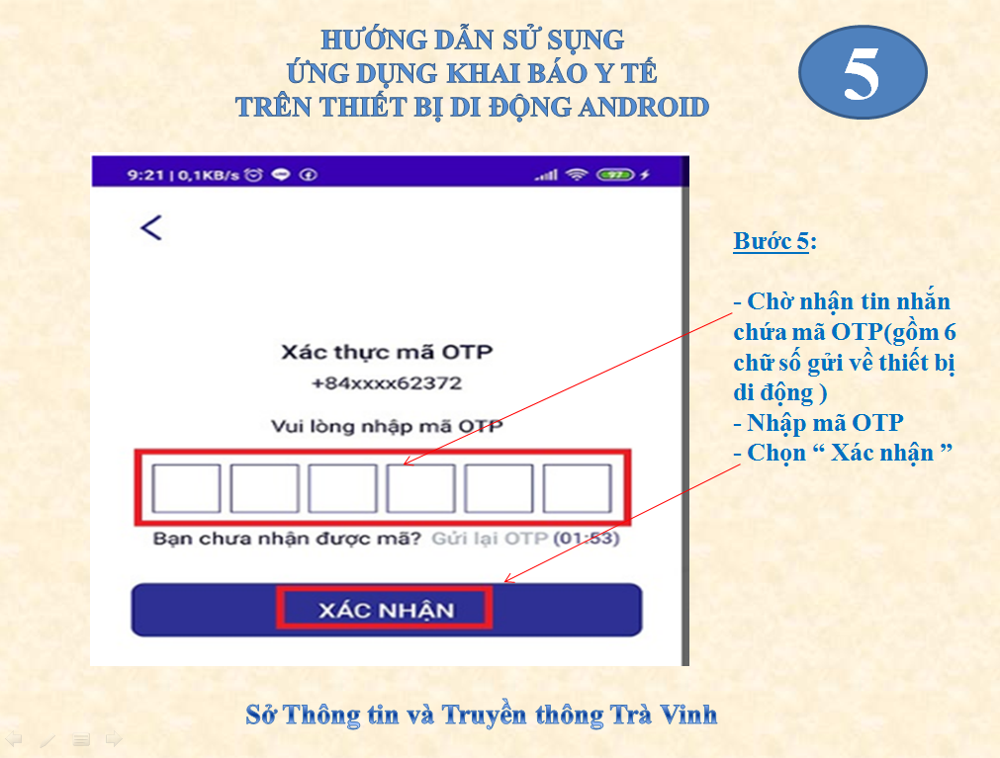 HƯỚNG DẪN SỬ SỤNG
ỨNG DỤNG KHAI BÁO Y TẾ
TRÊN THIẾT BỊ DI ĐỘNG ANDROID
5
9:21 | 0,1KB/s
97
Xác thực mã OTP
+84xxxx62372
Vui lòng nhập mã OTP
Bạn chưa nhận được mã? Gửi lại OTP (01:53)
XÁC NHẬN
Bước 5:
- Chờ nhận tin nhắn
chứa mã OTP(gồm 6
chữ số gửi về thiết bị
di động )
- Nhập mã OTP
- Chọn “ Xác nhận ”
Sở Thông tin và Truyền thông Trà Vinh